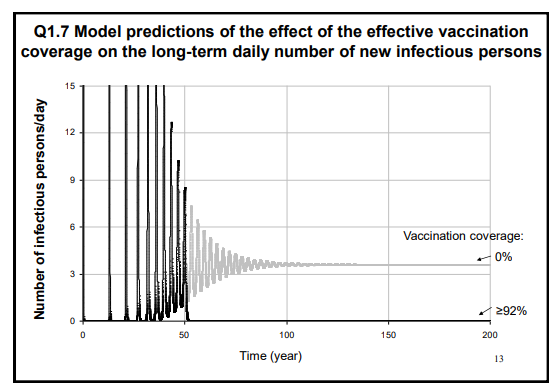 Q1.7 Model predictions of the effect of the effective vaccination
coverage on the long-term daily number of new infectious persons
Number of infectious persons/day
15
12
9
6
3
0
0
50
100
150
200
Time (year)
Vaccination coverage:
0%
≥92%
13